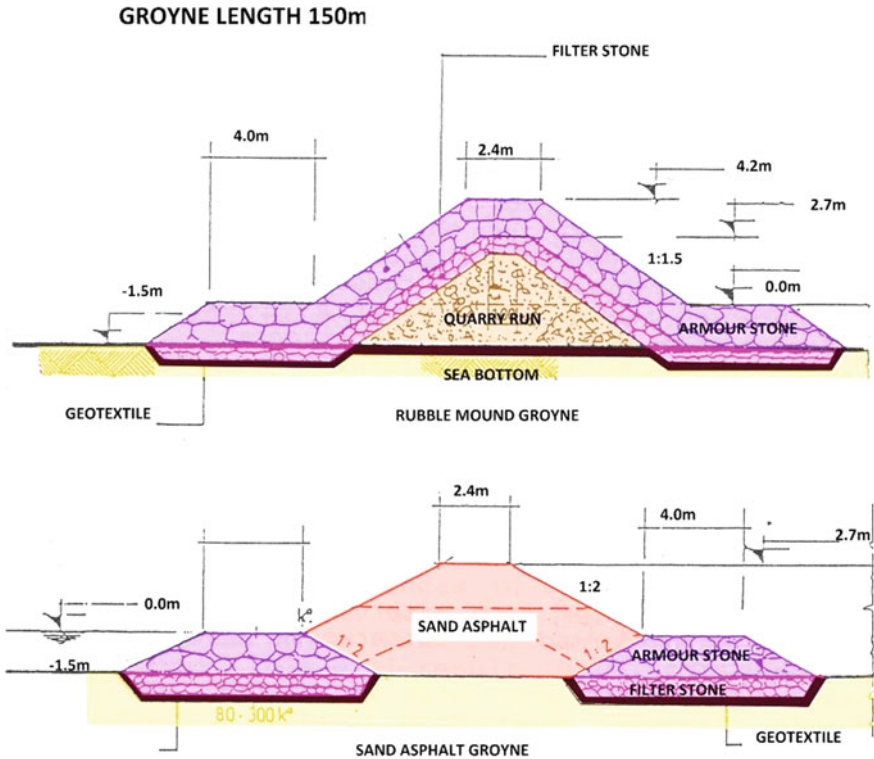 GROYNE LENGTH 150m
FILTER STONE
4.0m
2.4m
4.2m
2.7m
1:1.5
0.0m
-1.5m
QUARRY RUN
ARMOUR STONE
SEA BOTTOM
GEOTEXTILE
RUBBLE MOUND GROYNE
2.4m
4.0m
2.7m
1:2
0.0m
SAND ASPHALT
1:2
1:2
ARMOUR STONE
-1.5m
FILTER STONE
80-300
GEOTEXTILE
SAND ASPHALT GROYNE